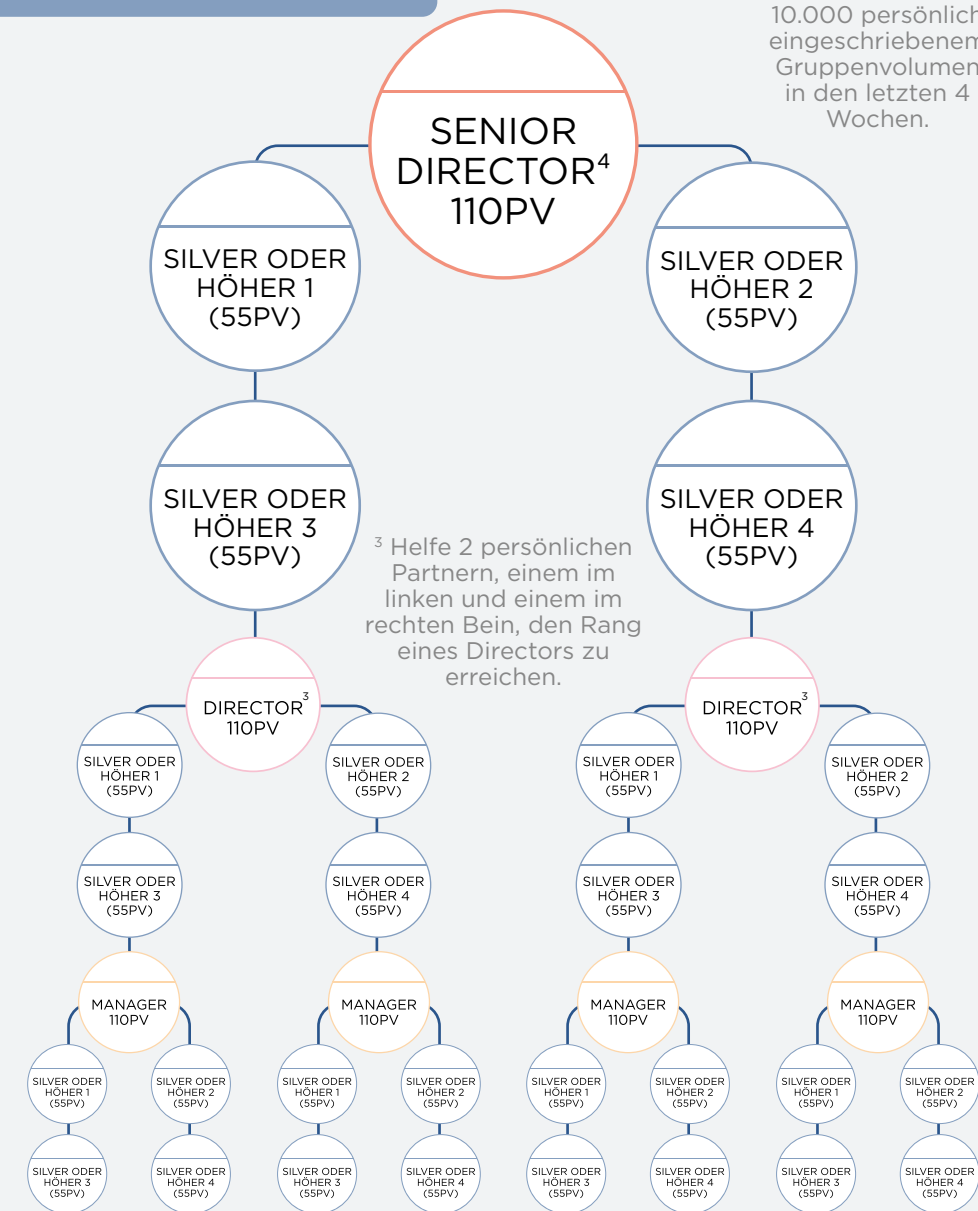 10.000 persönlich
eingeschriebenem
Gruppenvolumen
in den letzten 4
Wochen.
SENIOR
DIRECTOR⁴
110PV
SILVER ODER
HÖHER 1
(55PV)
SILVER ODER
HÖHER 2
(55PV)
SILVER ODER
HÖHER 3
(55PV)
SILVER ODER
HÖHER 4
(55PV)
³ Helfe 2 persönlichen
Partnern, einem im
linken und einem im
rechten Bein, den Rang
eines Directors zu
erreichen.
DIRECTOR³
110PV
DIRECTOR³
110PV
SILVER ODER
HÖHER 1
(55PV)
SILVER ODER
HÖHER 2
(55PV)
SILVER ODER
HÖHER 1
(55PV)
SILVER ODER
HÖHER 2
(55PV)
SILVER ODER
HÖHER 3
(55PV)
SILVER ODER
HÖHER 4
(55PV)
SILVER ODER
HÖHER 3
(55PV)
SILVER ODER
HÖHER 4
(55PV)
MANAGER
110PV
MANAGER
110PV
MANAGER
110PV
MANAGER
110PV
SILVER ODER
HÖHER 1
(55PV)
SILVER ODER
HÖHER 2
(55PV)
SILVER ODER
HÖHER 1
(55PV)
SILVER ODER
HÖHER 2
(55PV)
SILVER ODER
HÖHER 1
(55PV)
SILVER ODER
HÖHER 2
(55PV)
SILVER ODER
HÖHER 1
(55PV)
SILVER ODER
HÖHER 2
(55PV)
SILVER ODER
HÖHER 3
(55PV)
SILVER ODER
HÖHER 4
(55PV)
SILVER ODER
HÖHER 3
(55PV)
SILVER ODER
HÖHER 4
(55PV)
SILVER ODER
HÖHER 3
(55PV)
SILVER ODER
HÖHER 4
(55PV)
SILVER ODER
HÖHER 3
(55PV)
SILVER ODER
HÖHER 4
(55PV)